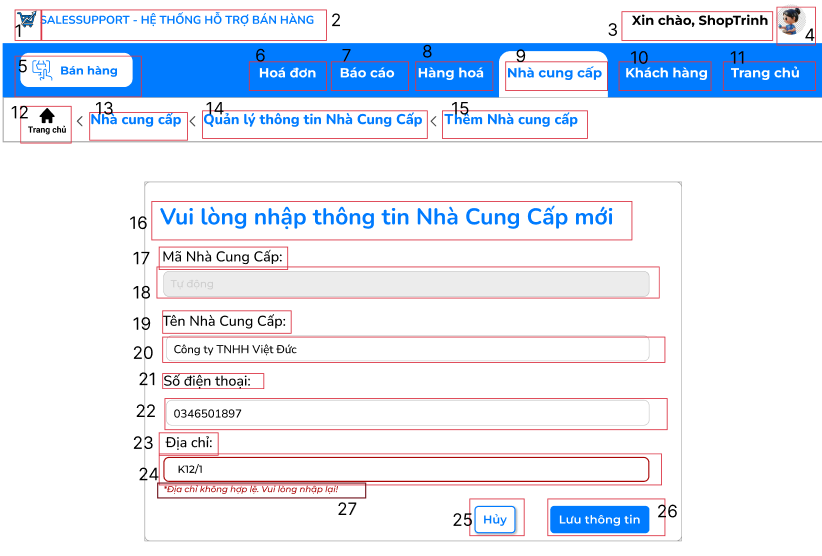 1 SALESSUPPORT - HỆ THỐNG HỖ TRỢ BÁN HÀNG 2
3 Xin chào, ShopTrinh 4
5 Bán hàng 6 Hoá đơn 7 Báo cáo 8 Hàng hoá 9 Nhà cung cấp 10 Khách hàng 11 Trang chủ
12 Trang chủ < 13 Nhà cung cấp < 14 Quản lý thông tin Nhà Cung Cấp < 15 Thêm Nhà cung cấp
16 Vui lòng nhập thông tin Nhà Cung Cấp mới
17 Mã Nhà Cung Cấp:
18 Tự động
19 Tên Nhà Cung Cấp:
20 Công ty TNHH Việt Đức
21 Số điện thoại:
22 0346501897
23 Địa chỉ:
24 K12/1
*Địa chỉ không hợp lệ. Vui lòng nhập lại!
27
25 Hủy Lưu thông tin 26